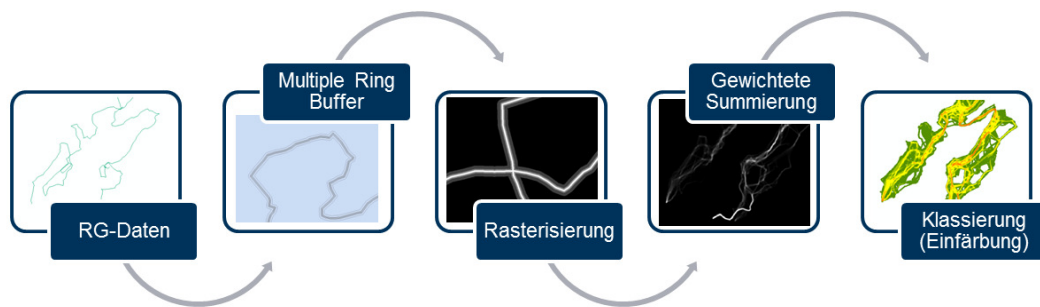 RG-Daten
Multiple Ring
Buffer
Rasterisierung
Gewichtete
Summierung
Klassierung
(Einfärbung)